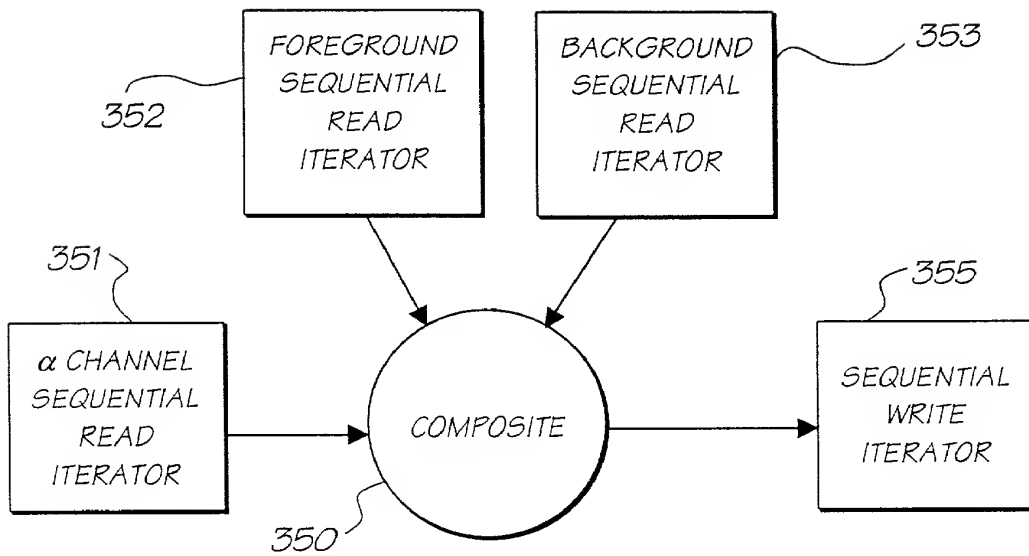 FOREGROUND
SEQUENTIAL
READ
ITERATOR
352
BACKGROUND
SEQUENTIAL
READ
ITERATOR
353
351
α CHANNEL
SEQUENTIAL
READ
ITERATOR
COMPOSITE
350
355
SEQUENTIAL
WRITE
ITERATOR